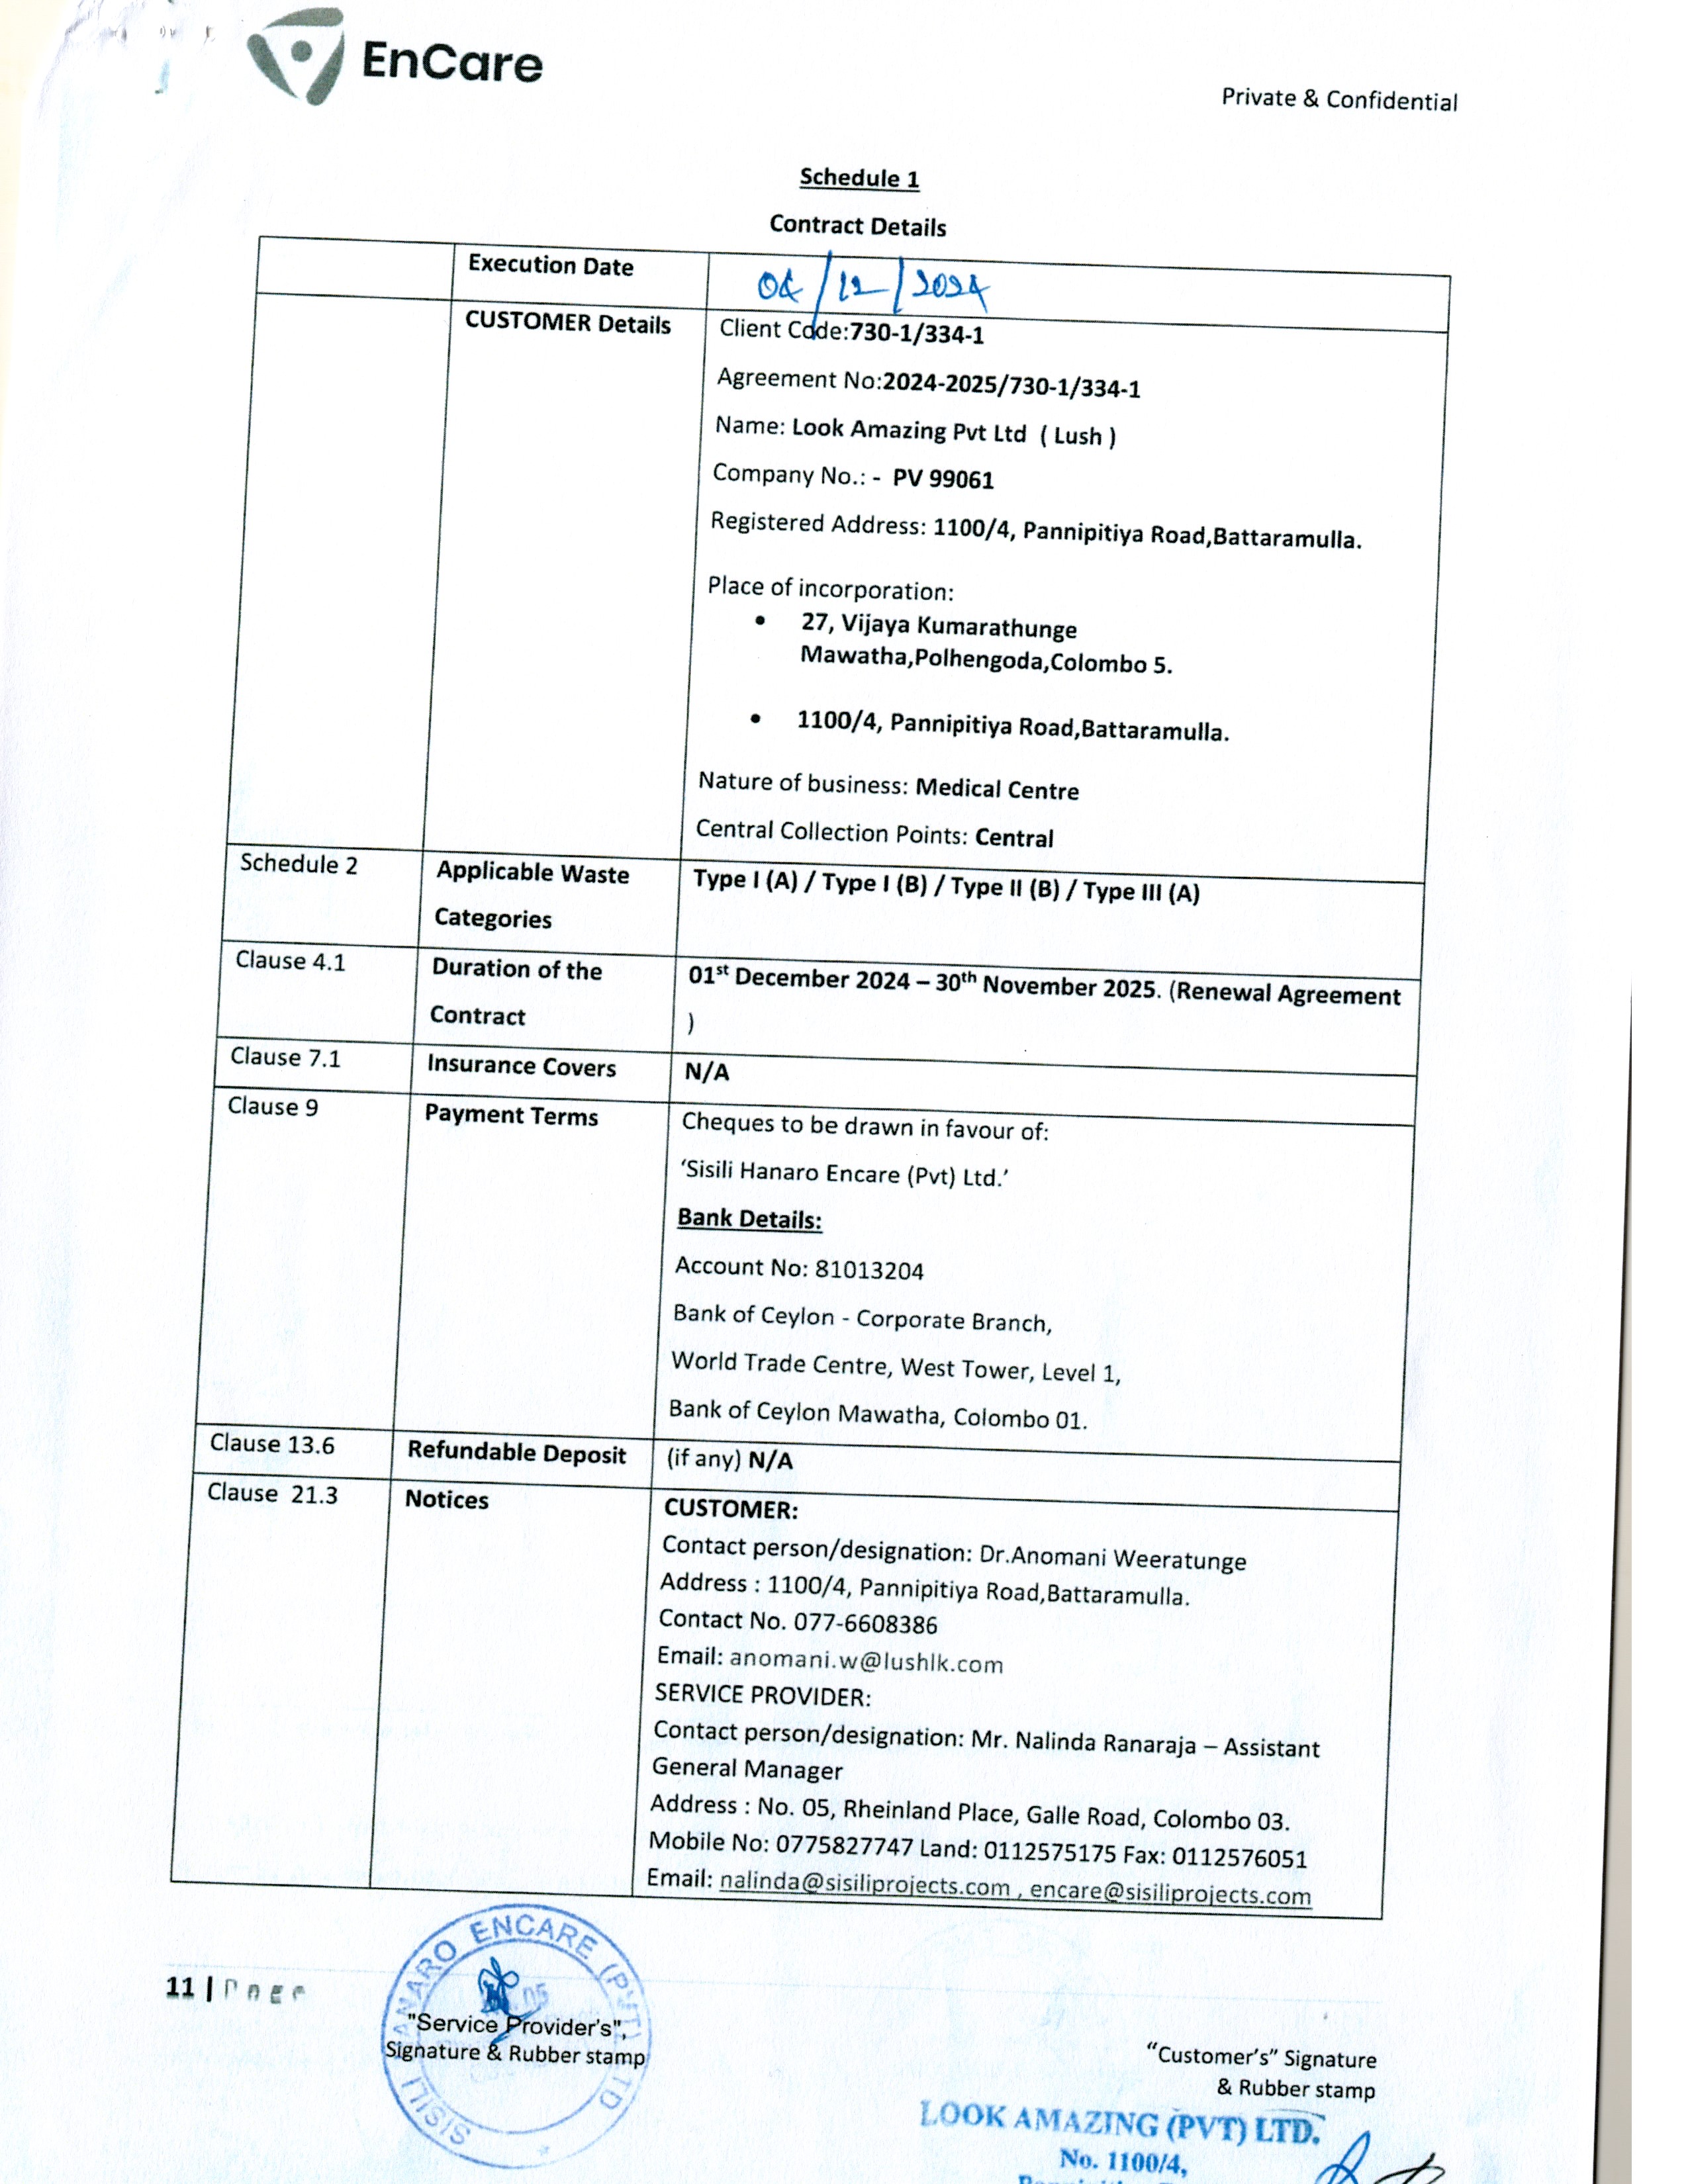 EnCare
Private & Confidential
Schedule 1
Contract Details
Execution Date
04/12/2024
CUSTOMER Details
Client Code:730-1/334-1
Agreement No:2024-2025/730-1/334-1
Name: Look Amazing Pvt Ltd ( Lush )
Company No.: - PV 99061
Registered Address: 1100/4, Pannipitiya Road,Battaramulla.
Place of incorporation:
• 27, Vijaya Kumarathunge
Mawatha,Polhengoda,Colombo 5.
• 1100/4, Pannipitiya Road,Battaramulla.
Nature of business: Medical Centre
Central Collection Points: Central
Schedule 2
Applicable Waste
Categories
Type I (A) / Type I (B) / Type II (B) / Type III (A)
Clause 4.1
Duration of the
Contract
01st December 2024 – 30th November 2025. (Renewal Agreement
)
Clause 7.1
Insurance Covers
N/A
Clause 9
Payment Terms
Cheques to be drawn in favour of:
‘Sisili Hanaro Encare (Pvt) Ltd.’
Bank Details:
Account No: 81013204
Bank of Ceylon - Corporate Branch,
World Trade Centre, West Tower, Level 1,
Bank of Ceylon Mawatha, Colombo 01.
Clause 13.6
Refundable Deposit
(if any) N/A
Clause 21.3
Notices
CUSTOMER:
Contact person/designation: Dr.Anomani Weeratunge
Address : 1100/4, Pannipitiya Road,Battaramulla.
Contact No. 077-6608386
Email: anomani.w@lushlk.com
SERVICE PROVIDER:
Contact person/designation: Mr. Nalinda Ranaraja – Assistant
General Manager
Address : No. 05, Rheinland Place, Galle Road, Colombo 03.
Mobile No: 0775827747 Land: 0112575175 Fax: 0112576051
Email: nalinda@sisiliprojects.com , encare@sisiliprojects.com
11 | Page
SISILI HANARO ENCARE (PVT) LTD
"Service Provider's",
Signature & Rubber stamp
“Customer’s” Signature
& Rubber stamp
LOOK AMAZING (PVT) LTD.
No. 1100/4,